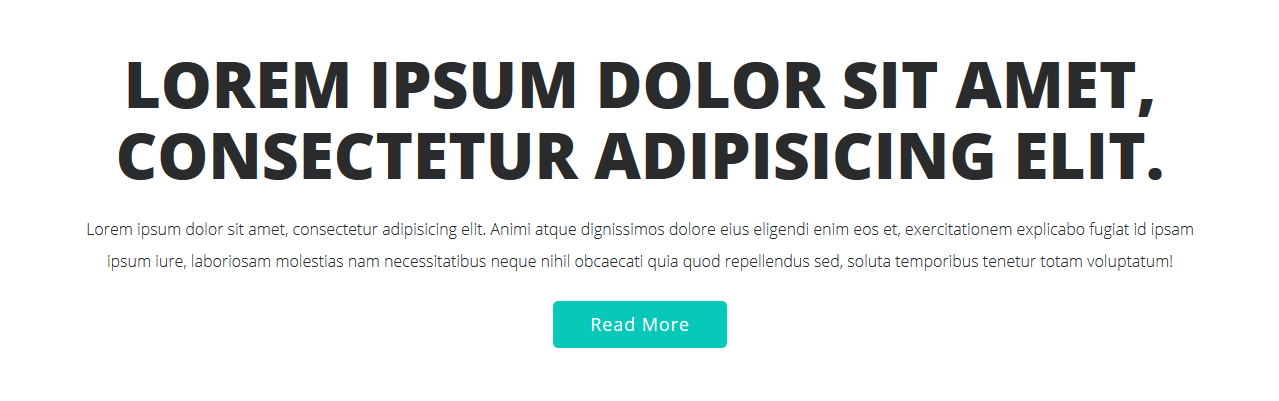 LOREM IPSUM DOLOR SIT AMET,
CONSECTETUR ADIPISICING ELIT.
Lorem ipsum dolor sit amet, consectetur adipisicing elit. Animi atque dignissimos dolore eius eligendi enim eos et, exercitationem explicabo fugiat id ipsam
ipsum iure, laboriosam molestias nam necessitatibus neque nihil obcaecati quia quod repellendus sed, soluta temporibus tenetur totam voluptatum!
Read More